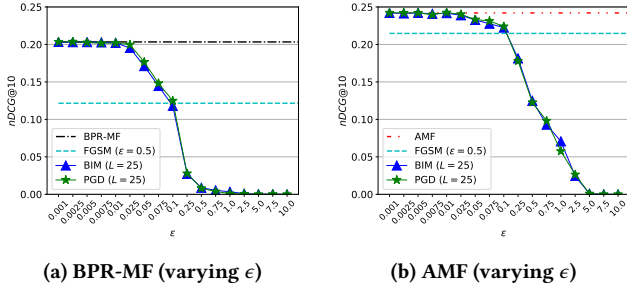 0.25
0.20
0.15
0.10
0.05
0.00
nDCG@10
BPR-MF
FGSM (ε = 0.5)
BIM (L = 25)
PGD (L = 25)
0.001 0.0025 0.005 0.0075 0.01 0.025 0.05 0.075 0.1 0.25 0.5 0.75 1.0 2.5 5.0 7.5 10.0
ε
(a) BPR-MF (varying ϵ)
0.25
0.20
0.15
0.10
0.05
0.00
nDCG@10
AMF
FGSM (ε = 0.5)
BIM (L = 25)
PGD (L = 25)
0.001 0.0025 0.005 0.0075 0.01 0.025 0.05 0.075 0.1 0.25 0.5 0.75 1.0 2.5 5.0 7.5 10.0
ε
(b) AMF (varying ϵ)